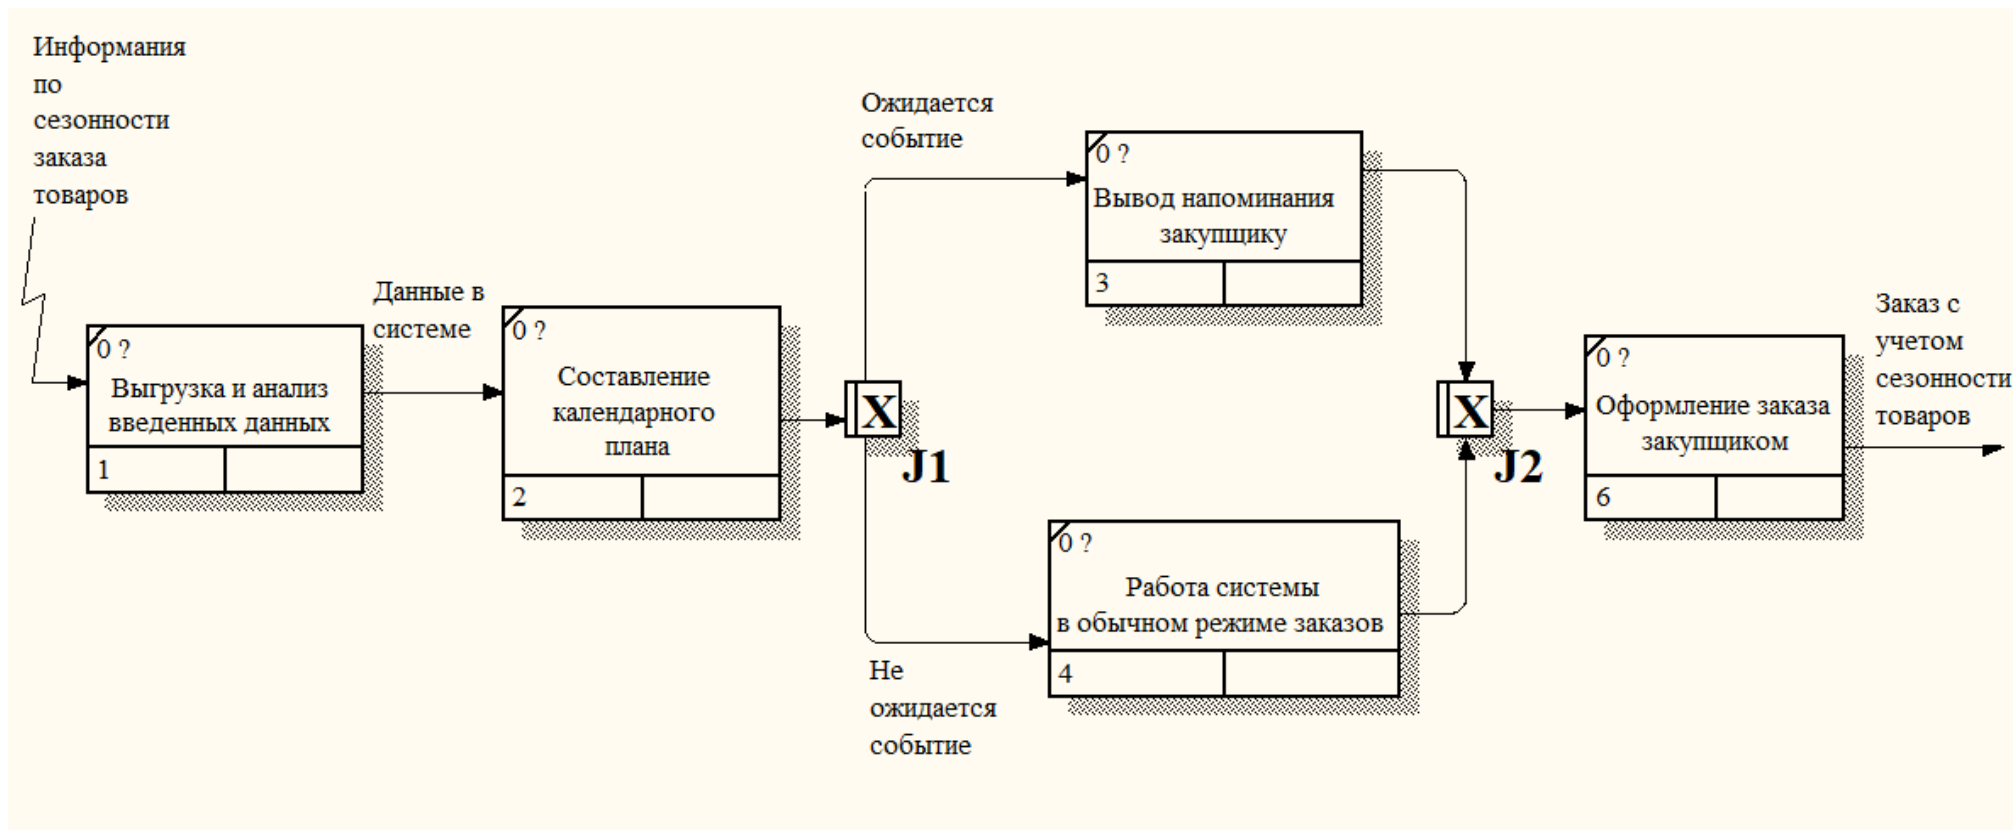 Информания
по
сезонности
заказа
товаров
0 ?
Выгрузка и анализ
введенных данных
1
Данные в
системе
0 ?
Составление
календарного
плана
2
X
J1
Ожидается
событие
0 ?
Вывод напоминания
закупщику
3
Не
ожидается
событие
0 ?
Работа системы
в обычном режиме заказов
4
X
J2
0 ?
Оформление заказа
закупщиком
6
Заказ с
учетом
сезонности
товаров